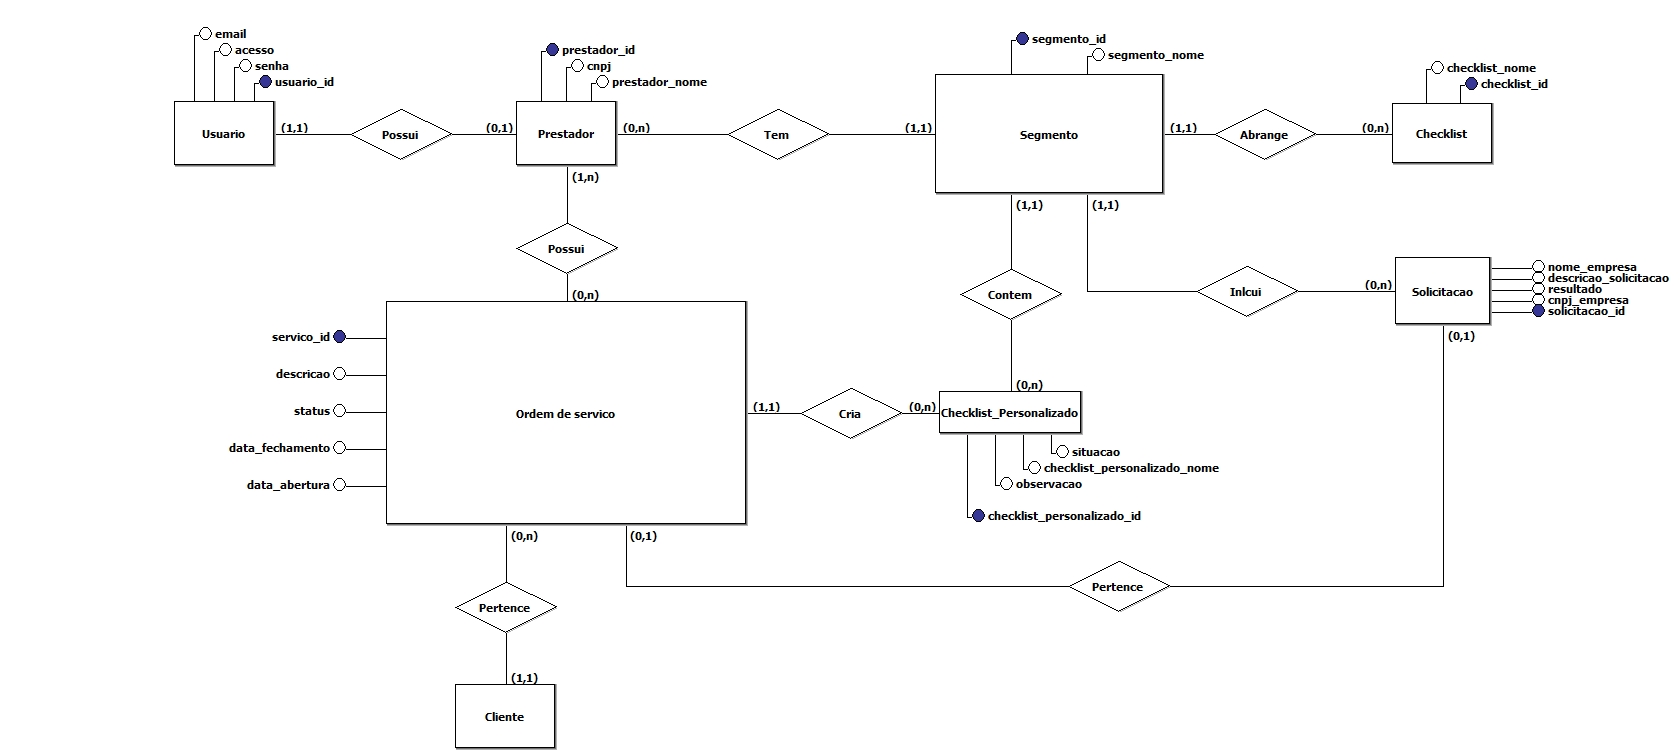 email
acesso
senha
usuario_id
Usuario
(1,1)
Possui
(0,1)
prestador_id
cnpj
prestador_nome
Prestador
(0,n)
Tem
(1,1)
segmento_id
segmento_nome
Segmento
(1,1)
Abrange
(0,n)
checklist_nome
checklist_id
Checklist
(1,n)
Possui
(0,n)
(1,1)
(1,1)
Contem
(0,n)
Inlcui
(0,n)
Solicitacao
nome_empresa
descricao_solicitacao
resultado
cnpj_empresa
solicitacao_id
(0,1)
servico_id
descricao
status
data_fechamento
data_abertura
Ordem de servico
(1,1)
Cria
(0,n)
Checklist_Personalizado
situacao
checklist_personalizado_nome
observacao
checklist_personalizado_id
(0,n)
(0,1)
Pertence
Pertence
(1,1)
Cliente